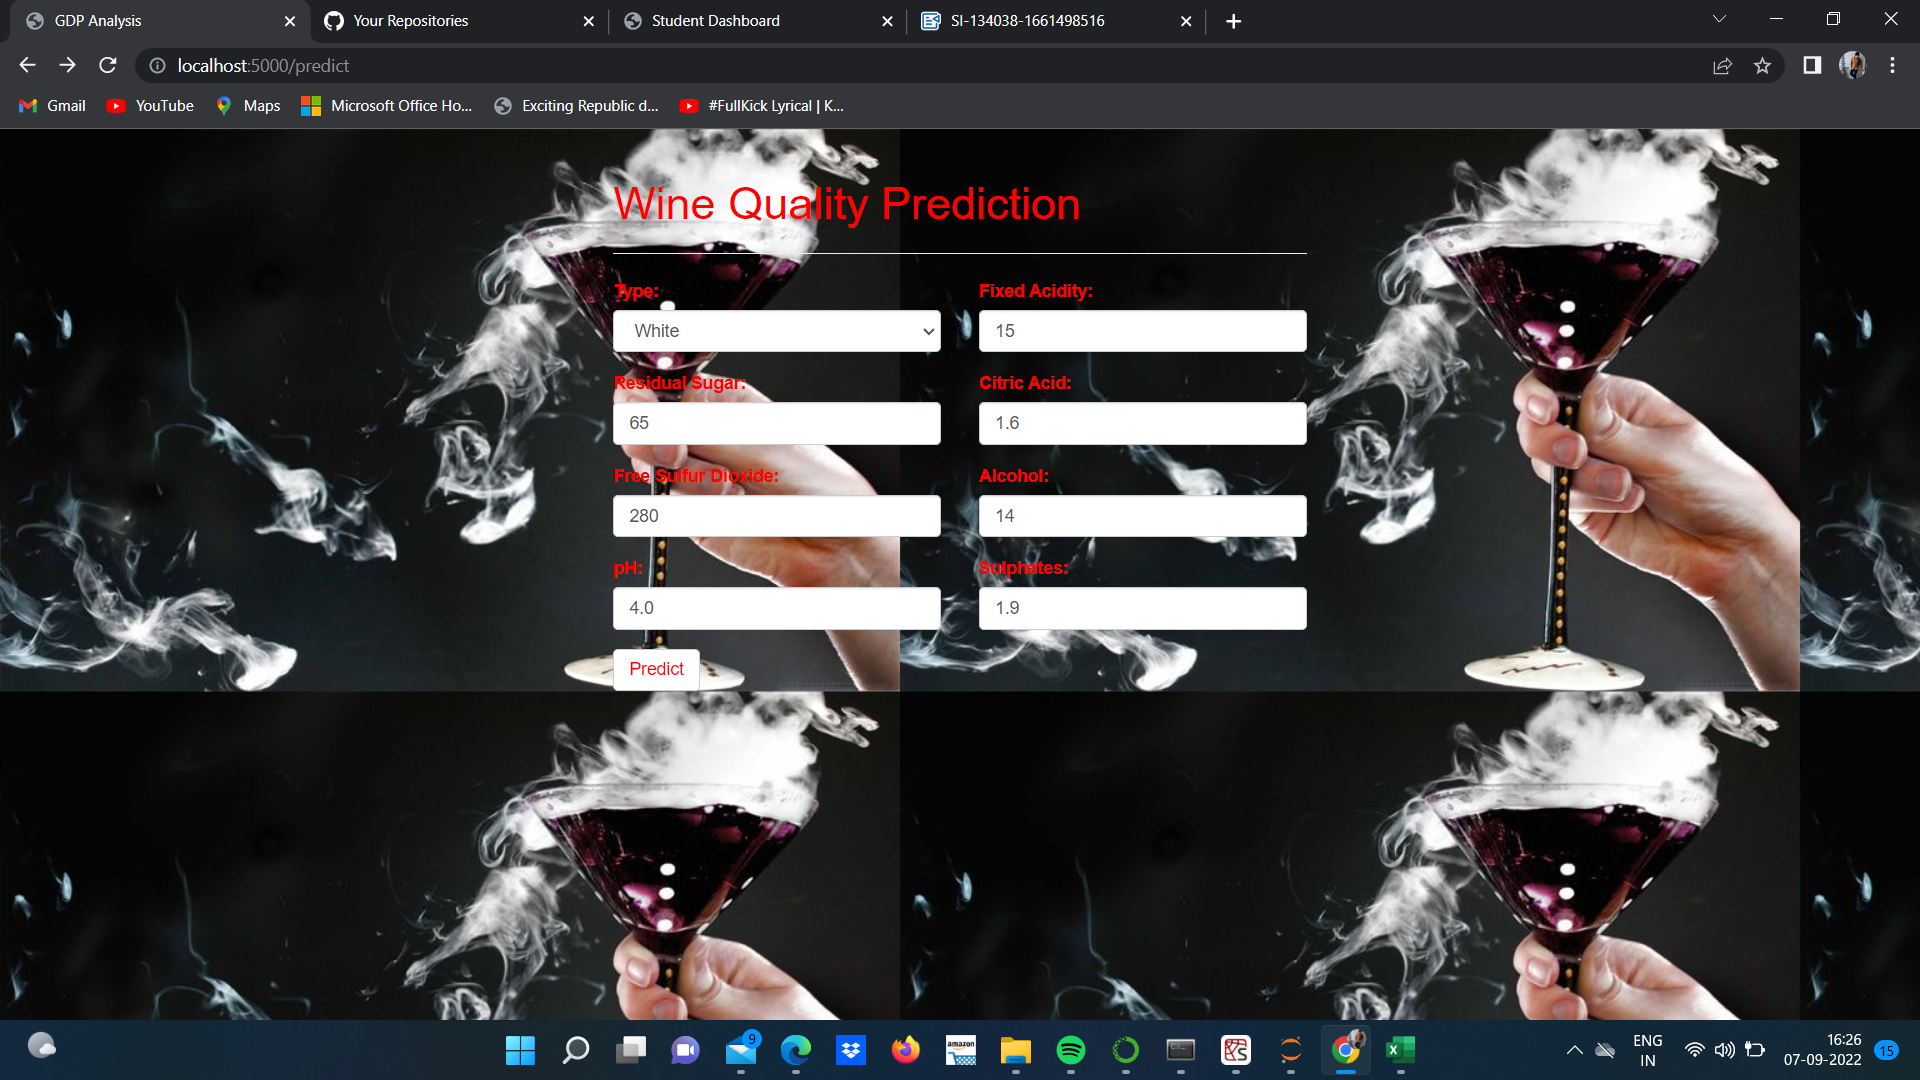 GDP Analysis
Your Repositories
Student Dashboard
SI-134038-1661498516
localhost:5000/predict
Gmail
YouTube
Maps
Microsoft Office Ho...
Exciting Republic d...
#FullKick Lyrical | K...
Wine Quality Prediction
Type:
Fixed Acidity:
White
15
Residual Sugar:
Citric Acid:
65
1.6
Free Sulfur Dioxide:
Alcohol:
280
14
pH:
Sulphates:
4.0
1.9
Predict
9
amazon
ENG
IN
16:26
07-09-2022
15